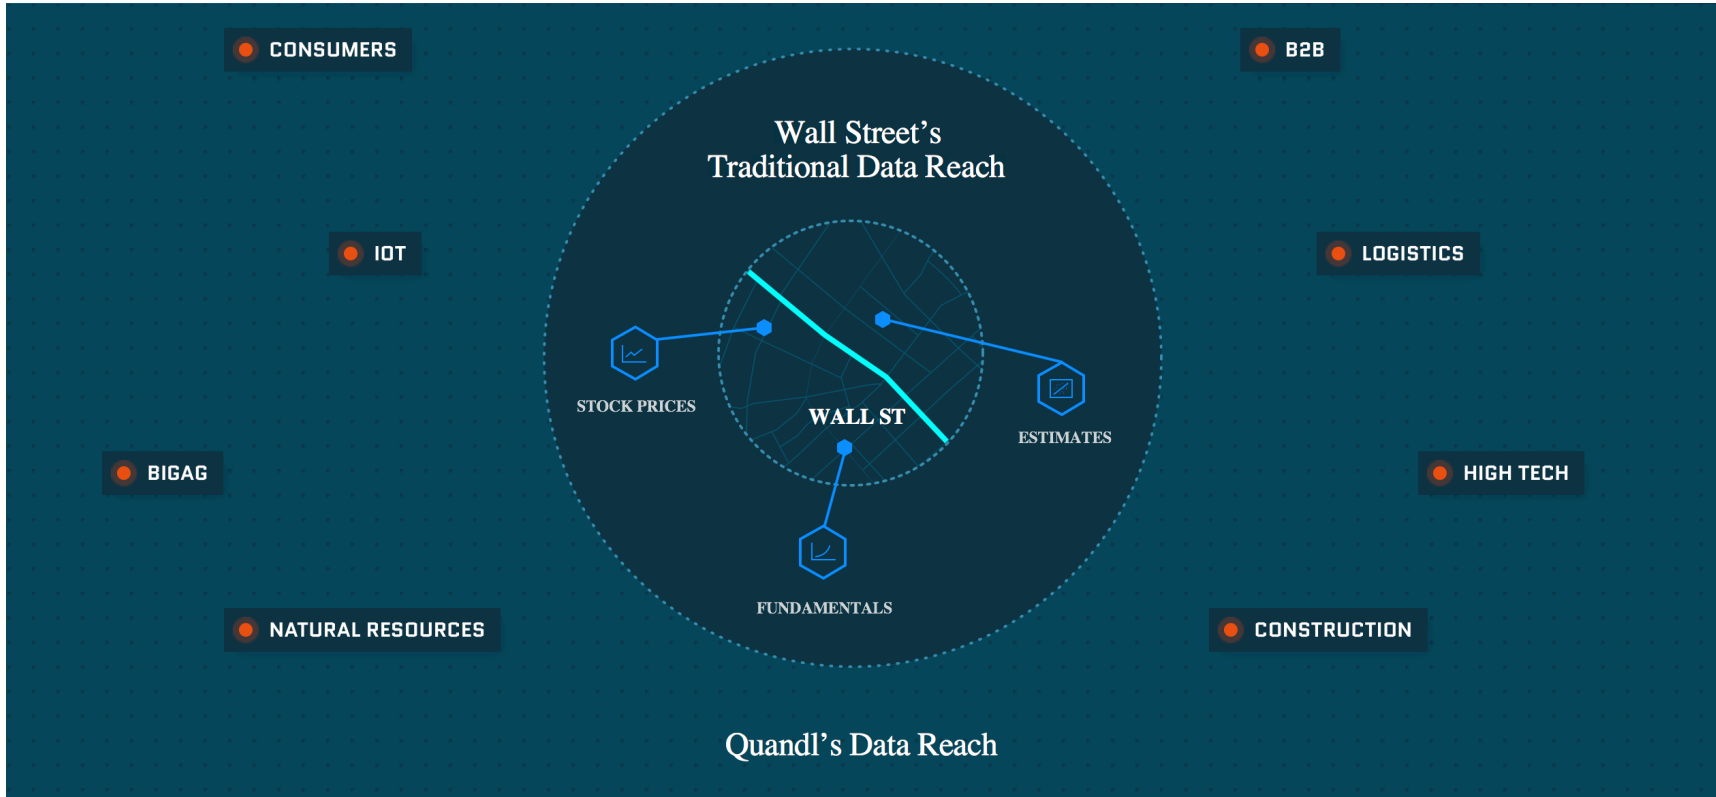 CONSUMERS
B2B
Wall Street’s
Traditional Data Reach
IOT
LOGISTICS
STOCK PRICES
WALL ST
ESTIMATES
BIGAG
HIGH TECH
FUNDAMENTALS
NATURAL RESOURCES
CONSTRUCTION
Quandl’s Data Reach